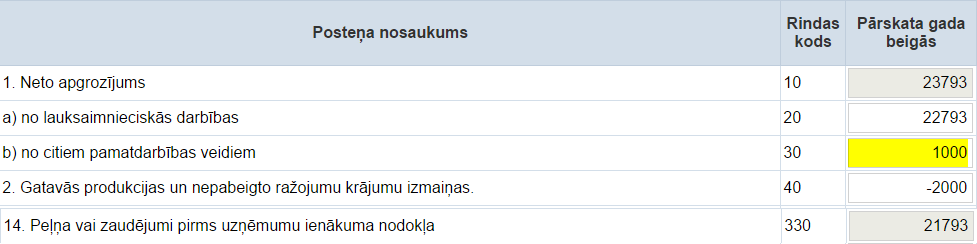 Posteņa nosaukums Rindas kods Pārskata gada beigās
1. Neto apgrozījums 10 23793
a) no lauksaimnieciskās darbības 20 22793
b) no citiem pamatdarbības veidiem 30 1000
2. Gatavās produkcijas un nepabeigto ražojumu krājumu izmaiņas. 40 -2000
14. Peļņa vai zaudējumi pirms uzņēmumu ienākuma nodokļa 330 21793